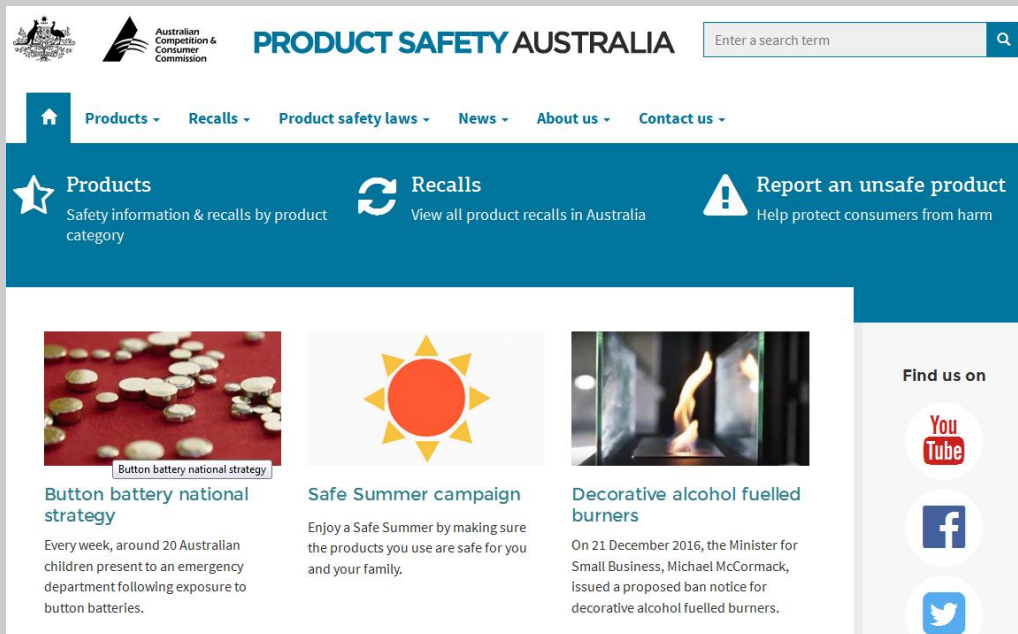 Australian
Competition &
Consumer
Commission
PRODUCT SAFETY AUSTRALIA
Enter a search term
Products
Recalls
Product safety laws
News
About us
Contact us
Products
Safety information & recalls by product
category
Recalls
View all product recalls in Australia
Report an unsafe product
Help protect consumers from harm
Button battery national strategy
Button battery national
strategy
Every week, around 20 Australian
children present to an emergency
department following exposure to
button batteries.
Safe Summer campaign
Enjoy a Safe Summer by making sure
the products you use are safe for you
and your family.
Decorative alcohol fuelled
burners
On 21 December 2016, the Minister for
Small Business, Michael McCormack,
issued a proposed ban notice for
decorative alcohol fuelled burners.
Find us on
You
Tube